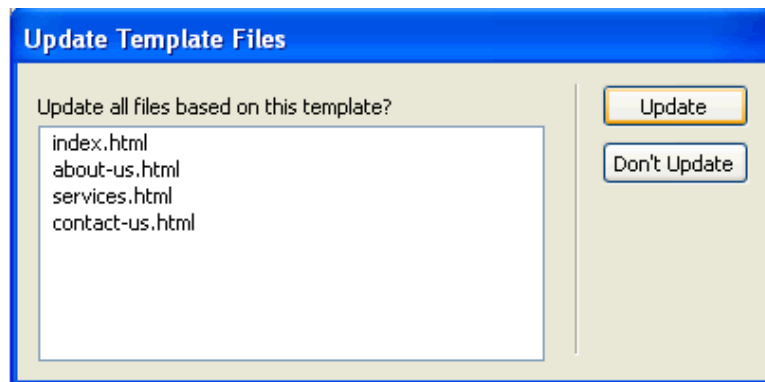 Update Template Files
Update all files based on this template?
index.html
about-us.html
services.html
contact-us.html
Update
Don't Update